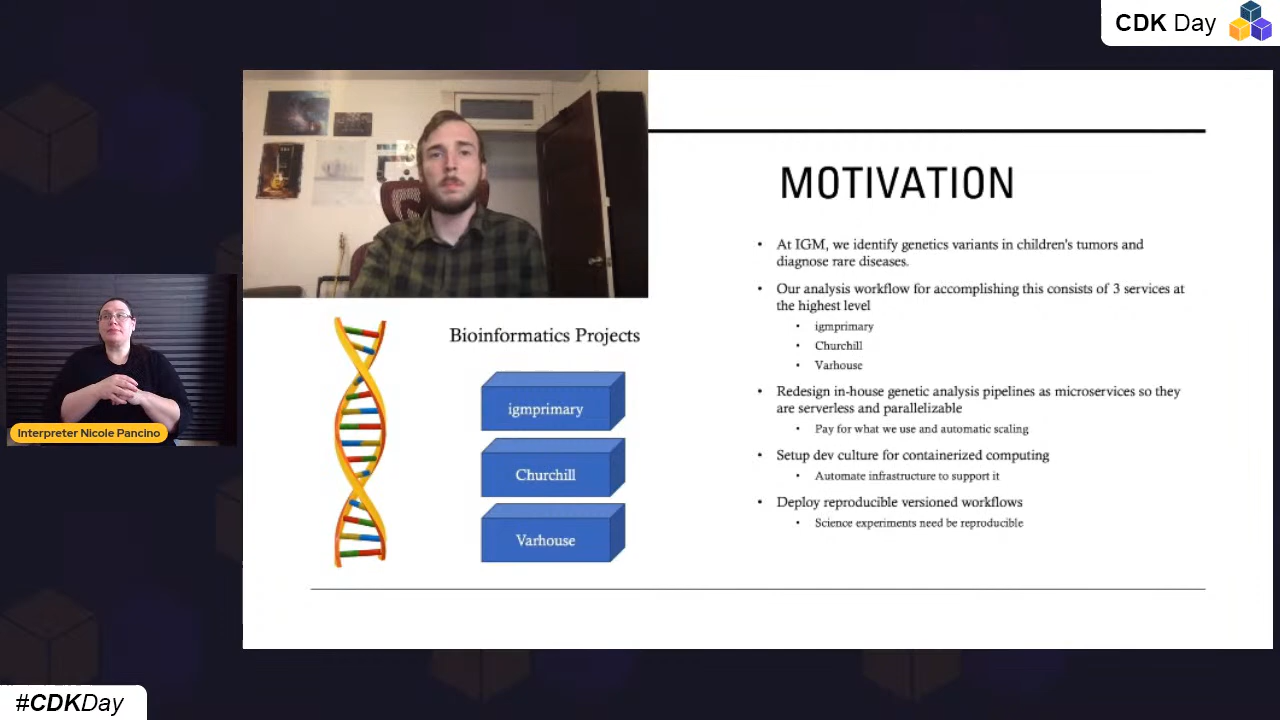 CDK Day
MOTIVATION
• At IGM, we identify genetics variants in children's tumors and
diagnose rare diseases.
• Our analysis workflow for accomplishing this consists of 3 services at
the highest level
• igmprimary
• Churchill
• Varhouse
• Redesign in-house genetic analysis pipelines as microservices so they
are serverless and parallelizable
• Pay for what we use and automatic scaling
• Setup dev culture for containerized computing
• Automate infrastructure to support it
• Deploy reproducible versioned workflows
• Science experiments need be reproducible
Bioinformatics Projects
igmprimary
Churchill
Varhouse
Interpreter Nicole Pancino
#CDKDay